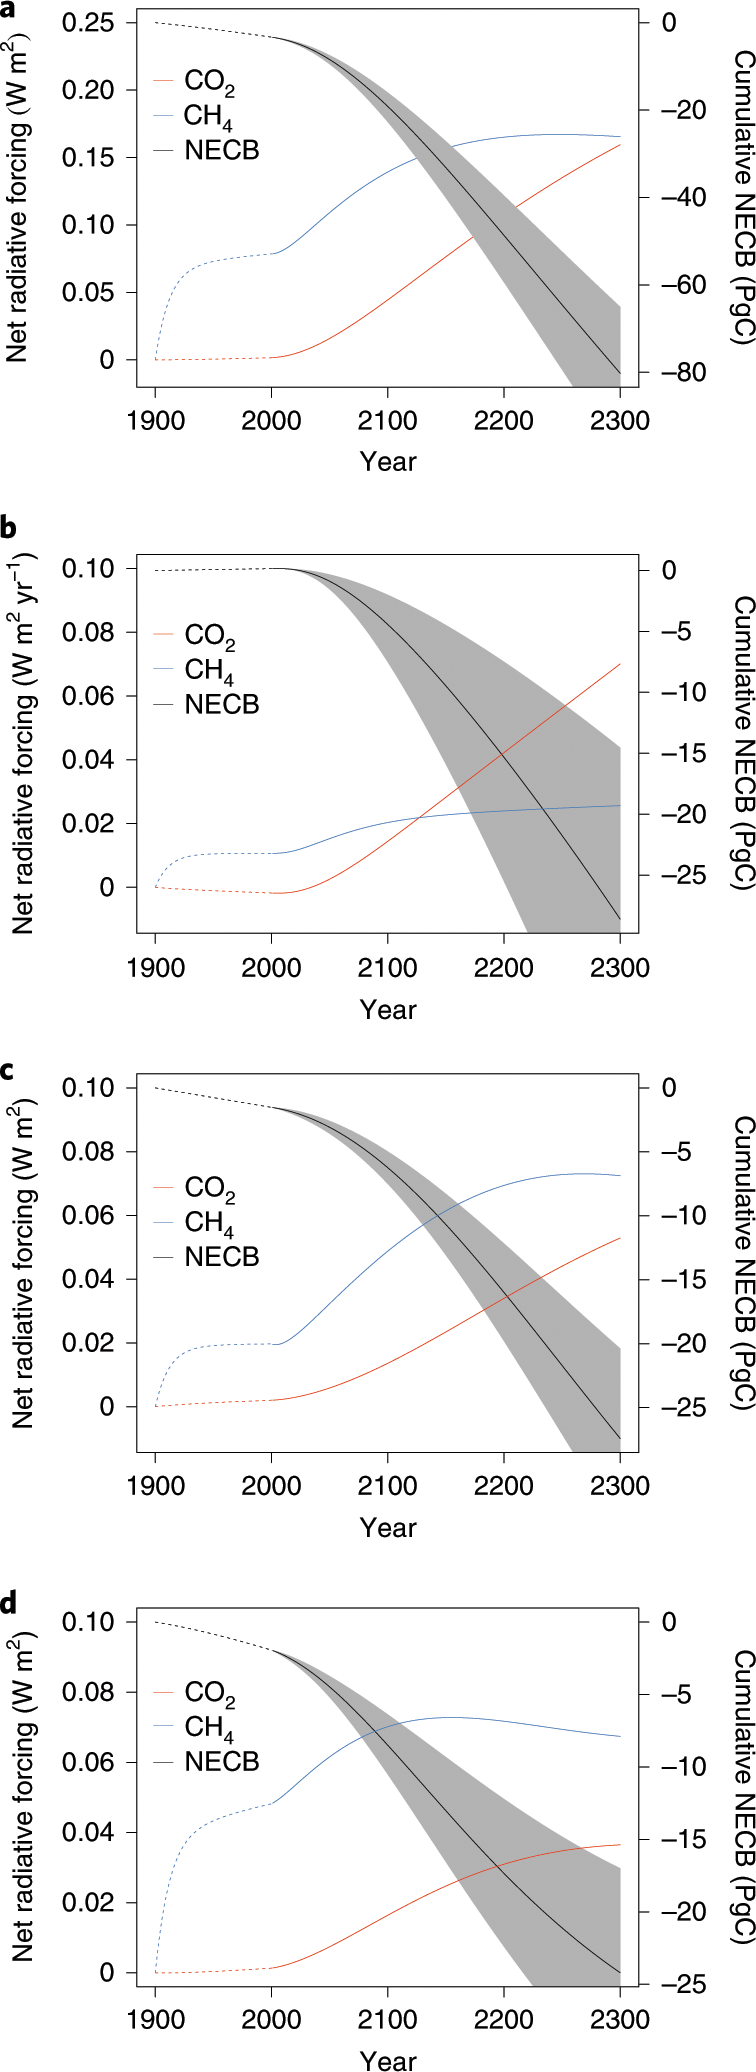 a
Net radiative forcing (W m²)
0.25
0.20
0.15
0.10
0.05
0
CO₂
CH₄
NECB
0
−20
−40
−60
−80
Cumulative NECB (PgC)
1900 2000 2100 2200 2300
Year
b
Net radiative forcing (W m² yr⁻¹)
0.10
0.08
0.06
0.04
0.02
0
CO₂
CH₄
NECB
0
−5
−10
−15
−20
−25
Cumulative NECB (PgC)
1900 2000 2100 2200 2300
Year
c
Net radiative forcing (W m²)
0.10
0.08
0.06
0.04
0.02
0
CO₂
CH₄
NECB
0
−5
−10
−15
−20
−25
Cumulative NECB (PgC)
1900 2000 2100 2200 2300
Year
d
Net radiative forcing (W m²)
0.10
0.08
0.06
0.04
0.02
0
CO₂
CH₄
NECB
0
−5
−10
−15
−20
−25
Cumulative NECB (PgC)
1900 2000 2100 2200 2300
Year